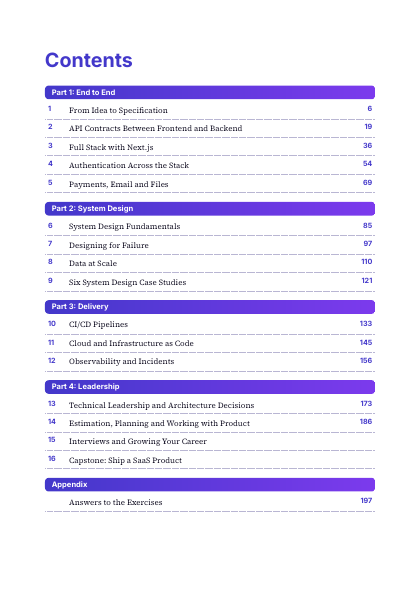 Contents
Part 1: End to End
1 From Idea to Specification 6
2 API Contracts Between Frontend and Backend 19
3 Full Stack with Next.js 36
4 Authentication Across the Stack 54
5 Payments, Email and Files 69
Part 2: System Design
6 System Design Fundamentals 85
7 Designing for Failure 97
8 Data at Scale 110
9 Six System Design Case Studies 121
Part 3: Delivery
10 CI/CD Pipelines 133
11 Cloud and Infrastructure as Code 145
12 Observability and Incidents 156
Part 4: Leadership
13 Technical Leadership and Architecture Decisions 173
14 Estimation, Planning and Working with Product 186
15 Interviews and Growing Your Career
16 Capstone: Ship a SaaS Product
Appendix
Answers to the Exercises 197